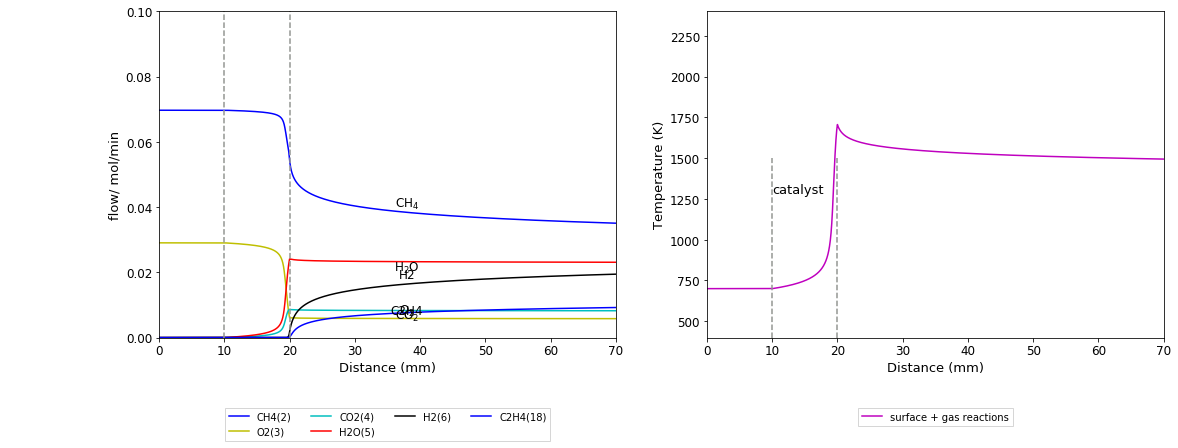 0.10
0.08
0.06
0.04
0.02
0.00
flow/ mol/min
CH4
H2O
H2
CO2
0 10 20 30 40 50 60 70
Distance (mm)
CH4(2) CO2(4) H2(6) C2H4(18)
O2(3) H2O(5)
2250
2000
1750
1500
1250
1000
750
500
Temperature (K)
catalyst
0 10 20 30 40 50 60 70
Distance (mm)
surface + gas reactions